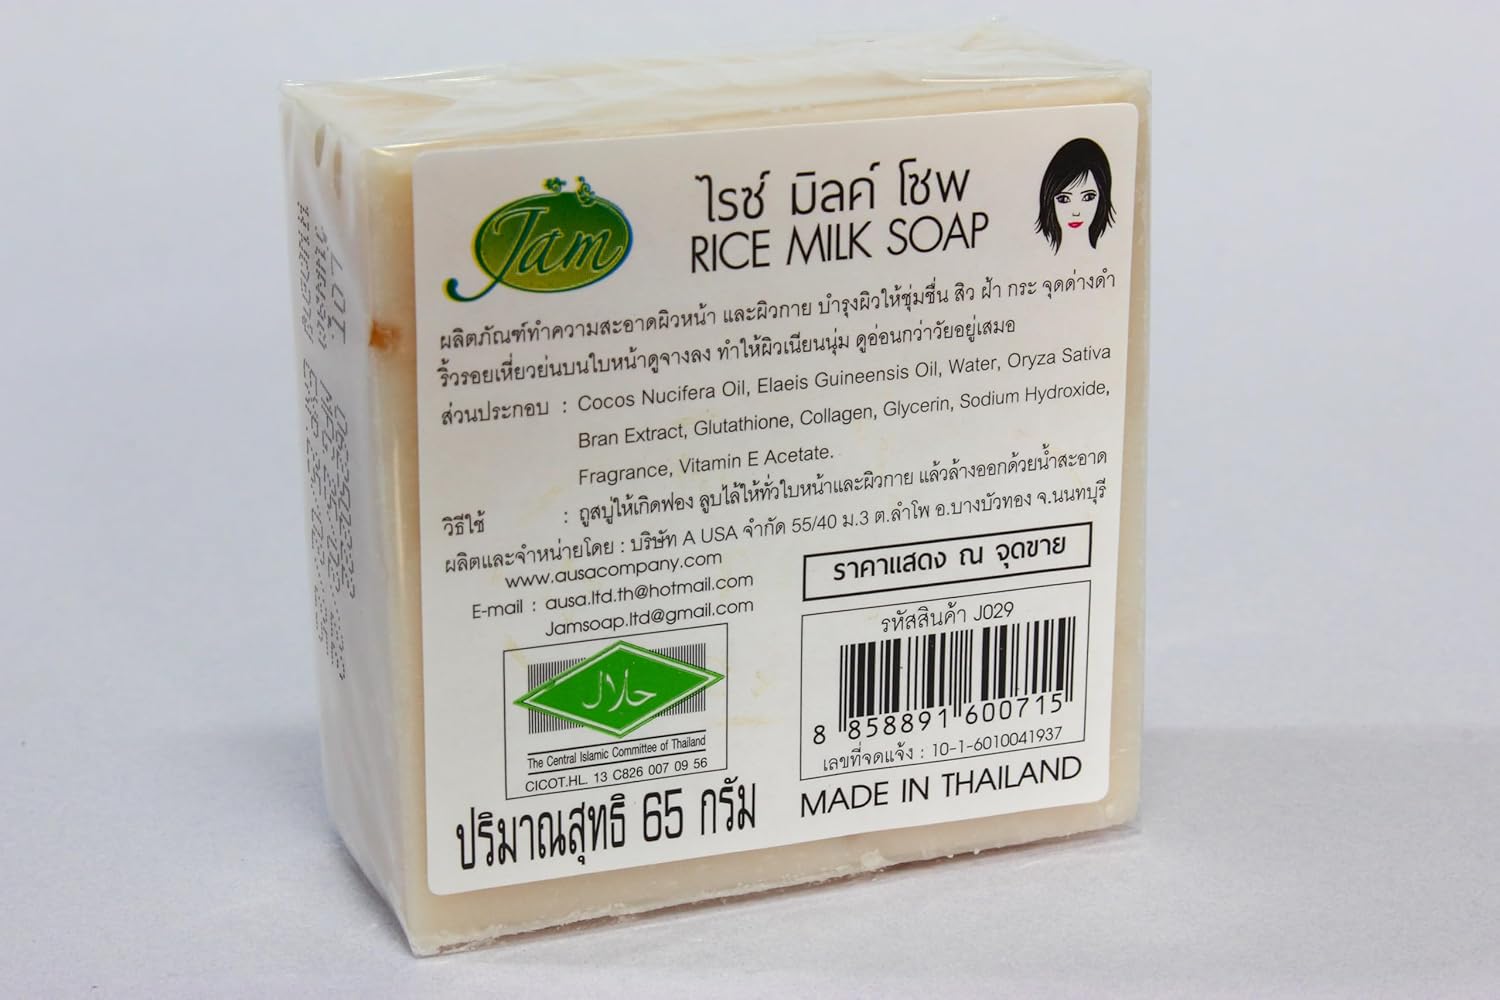 Jam
ไรซ์ มิลค์ โซพ
RICE MILK SOAP
ผลิตภัณฑ์ทำความสะอาดผิวหน้า และผิวกาย บำรุงผิวให้ชุ่มชื่น สิว ฝ้า กระ จุดด่างดำ
ริ้วรอยเหี่ยวย่นบนใบหน้าดูจางลง ทำให้ผิวเนียนนุ่ม ดูอ่อนกว่าวัยอยู่เสมอ
ส่วนประกอบ : Cocos Nucifera Oil, Elaeis Guineensis Oil, Water, Oryza Sativa
Bran Extract, Glutathione, Collagen, Glycerin, Sodium Hydroxide,
Fragrance, Vitamin E Acetate.
วิธีใช้ : ถูสบู่ให้เกิดฟอง ลูบไล้ให้ทั่วใบหน้าและผิวกาย แล้วล้างออกด้วยน้ำสะอาด
ผลิตและจำหน่ายโดย : บริษัท A USA จำกัด 55/40 ม.3 ต.ลำโพ อ.บางบัวทอง จ.นนทบุรี
www.ausacompany.com
E-mail : ausa.ltd.th@hotmail.com
Jamsoap.ltd@gmail.com
ราคาแสดง ณ จุดขาย
รหัสสินค้า J029
8 858891 600715
เลขที่จดแจ้ง : 10-1-6010041937
MADE IN THAILAND
حلال
The Central Islamic Committee of Thailand
CICOT.HL. 13 C826 007 09 56
ปริมาณสุทธิ 65 กรัม